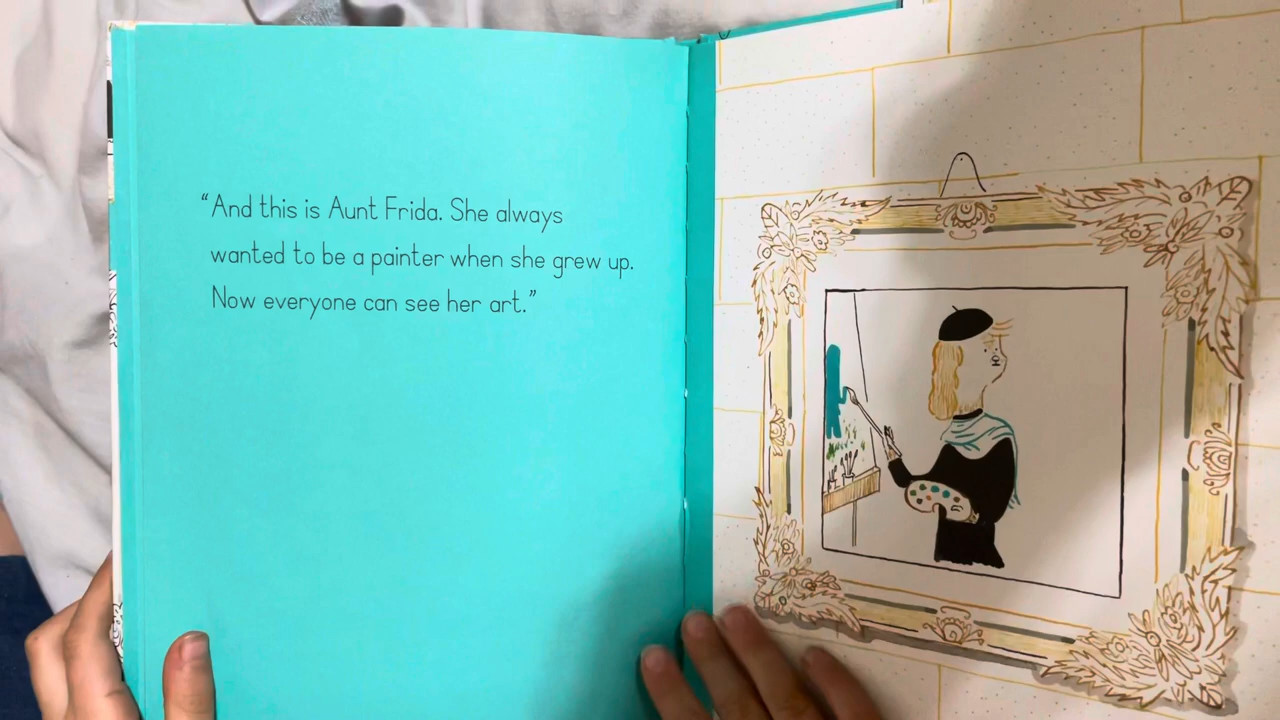 “And this is Aunt Frida. She always
wanted to be a painter when she grew up.
Now everyone can see her art.”